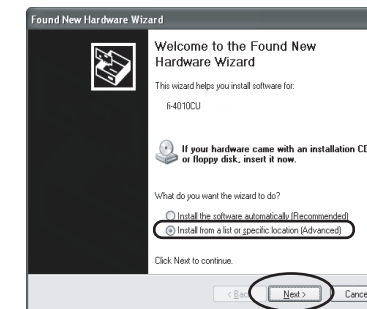 Found New Hardware Wizard
Welcome to the Found New
Hardware Wizard
This wizard helps you install software for:
fi-4010CU
If your hardware came with an installation CD
or floppy disk, insert it now.
What do you want the wizard to do?
Install the software automatically (Recommended)
Install from a list or specific location (Advanced)
Click Next to continue.
< Bac Next > Cance